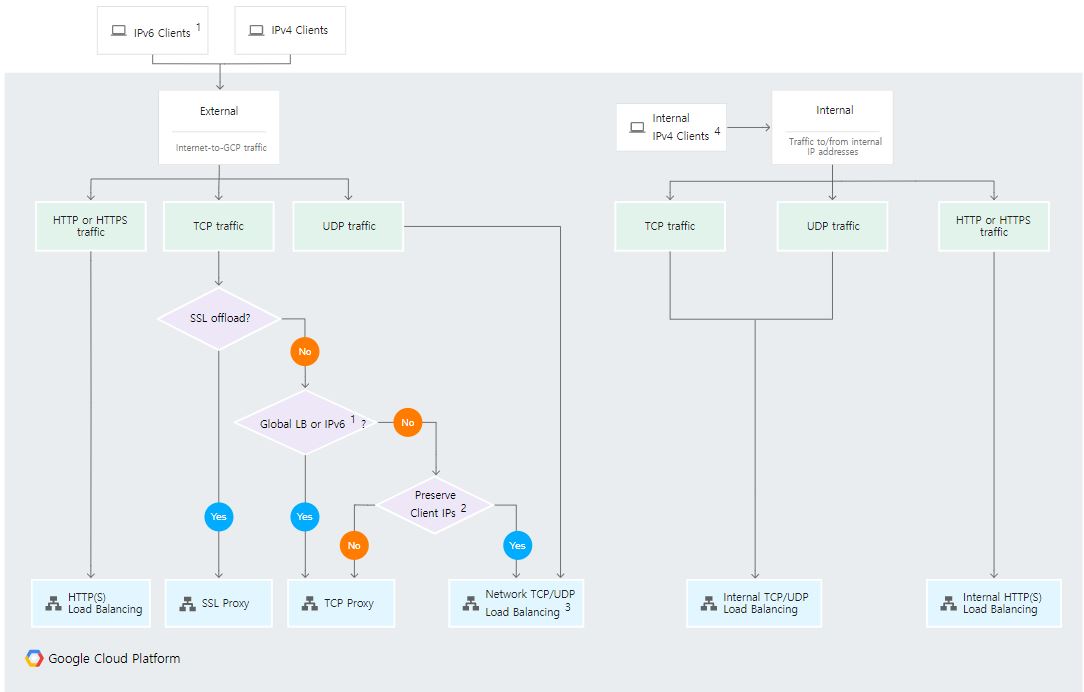 IPv6 Clients 1
IPv4 Clients
External
Internet-to-GCP traffic
Internal
IPv4 Clients 4
Internal
Traffic to/from internal
IP addresses
HTTP or HTTPS
traffic
TCP traffic
UDP traffic
TCP traffic
UDP traffic
HTTP or HTTPS
traffic
SSL offload?
No
Global LB or IPv6 1 ?
No
Preserve
Client IPs 2
Yes
Yes
No
Yes
HTTP(S)
Load Balancing
SSL Proxy
TCP Proxy
Network TCP/UDP
Load Balancing 3
Internal TCP/UDP
Load Balancing
Internal HTTP(S)
Load Balancing
Google Cloud Platform